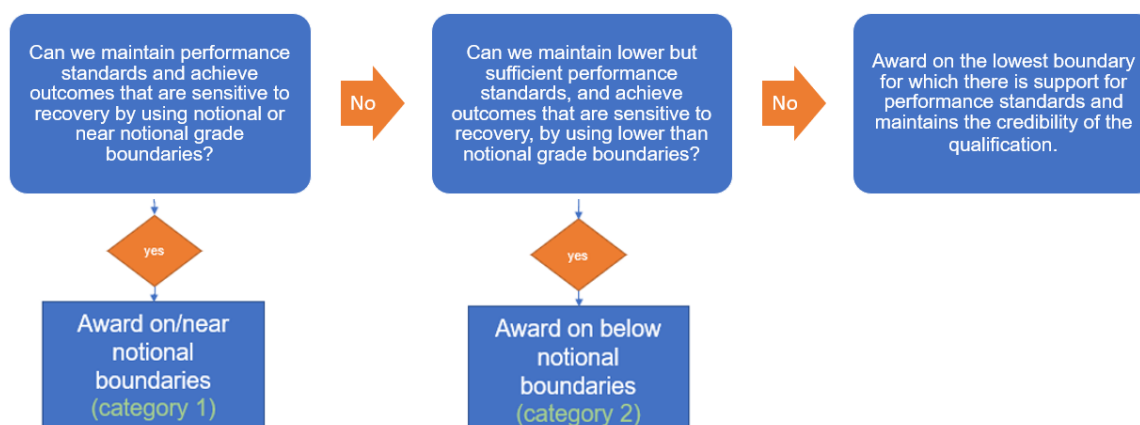 Can we maintain performance
standards and achieve
outcomes that are sensitive to
recovery by using notional or
near notional grade
boundaries?
No
Can we maintain lower but
sufficient performance
standards, and achieve
outcomes that are sensitive to
recovery, by using lower than
notional grade boundaries?
No
Award on the lowest boundary
for which there is support for
performance standards and
maintains the credibility of the
qualification.
yes
yes
Award on/near
notional
boundaries
(category 1)
Award on below
notional
boundaries
(category 2)